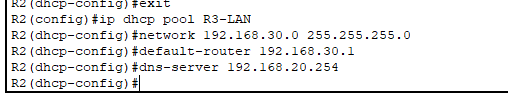 R2(dhcp-config)#exit
R2(config)#ip dhcp pool R3-LAN
R2(dhcp-config)#network 192.168.30.0 255.255.255.0
R2(dhcp-config)#default-router 192.168.30.1
R2(dhcp-config)#dns-server 192.168.20.254
R2(dhcp-config)#